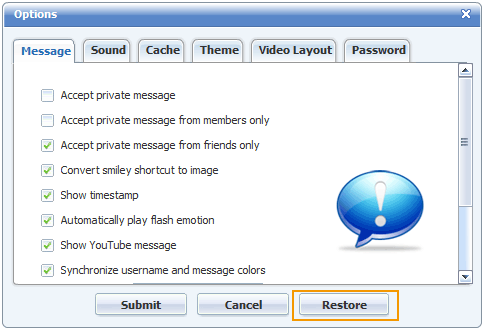 Options
Message Sound Cache Theme Video Layout Password
Accept private message
Accept private message from members only
Accept private message from friends only
Convert smiley shortcut to image
Show timestamp
Automatically play flash emotion
Show YouTube message
Synchronize username and message colors
Submit Cancel Restore